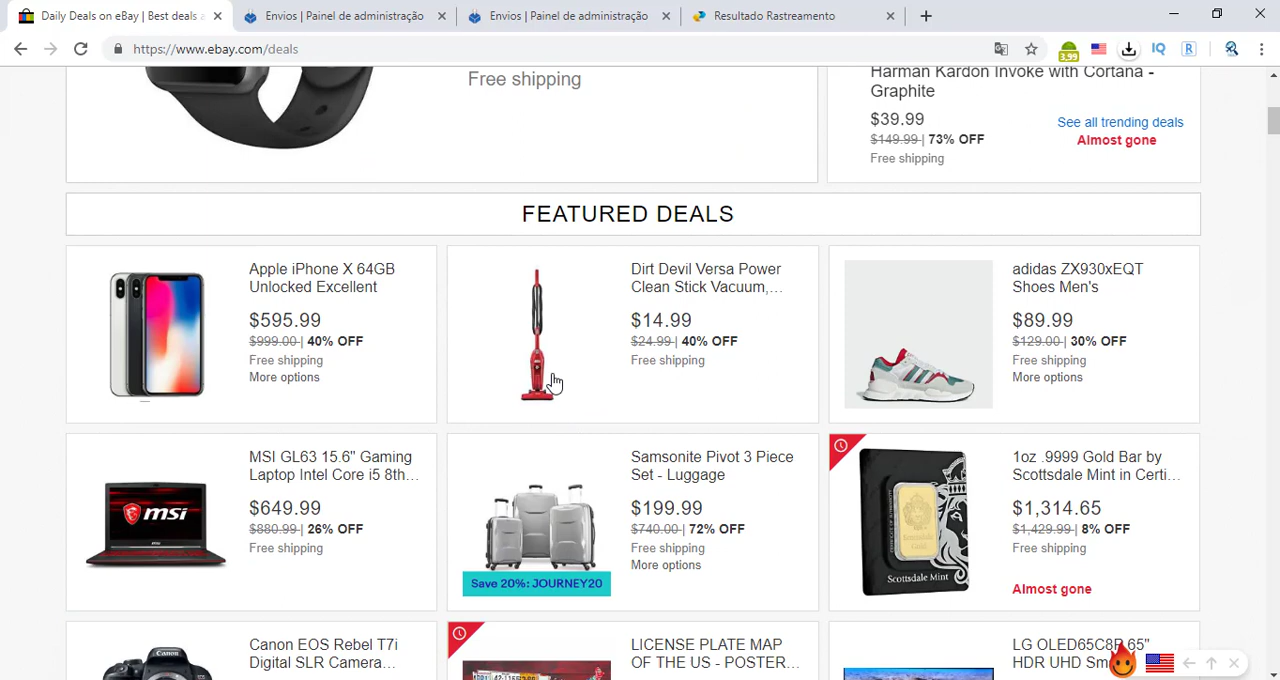 Daily Deals on eBay | Best deals a
Envios | Painel de administração
Envios | Painel de administração
Resultado Rastreamento
https://www.ebay.com/deals
3,99
IQ
R
Free shipping
Harman Kardon Invoke with Cortana -
Graphite
$39.99
$149.99 | 73% OFF
Free shipping
See all trending deals
Almost gone
FEATURED DEALS
Apple iPhone X 64GB
Unlocked Excellent
$595.99
$999.00 | 40% OFF
Free shipping
More options
Dirt Devil Versa Power
Clean Stick Vacuum,...
$14.99
$24.99 | 40% OFF
Free shipping
adidas ZX930xEQT
Shoes Men's
$89.99
$129.00 | 30% OFF
Free shipping
More options
msi
MSI GL63 15.6" Gaming
Laptop Intel Core i5 8th...
$649.99
$880.99 | 26% OFF
Free shipping
Save 20%: JOURNEY20
Samsonite Pivot 3 Piece
Set - Luggage
$199.99
$740.00 | 72% OFF
Free shipping
More options
Scottsdale Mint
1oz .9999 Gold Bar by
Scottsdale Mint in Certi...
$1,314.65
$1,429.99 | 8% OFF
Free shipping
Almost gone
Canon
Canon EOS Rebel T7i
Digital SLR Camera...
LICENSE PLATE MAP
OF THE US - POSTER...
LG OLED65C8P 65"
HDR UHD Sm